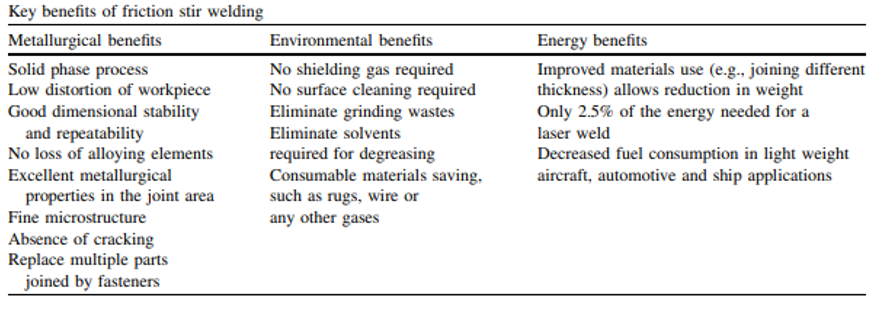 Key benefits of friction stir welding
Metallurgical benefits
Solid phase process
Low distortion of workpiece
Good dimensional stability
and repeatability
No loss of alloying elements
Excellent metallurgical
properties in the joint area
Fine microstructure
Absence of cracking
Replace multiple parts
joined by fasteners
Environmental benefits
No shielding gas required
No surface cleaning required
Eliminate grinding wastes
Eliminate solvents
required for degreasing
Consumable materials saving,
such as rugs, wire or
any other gases
Energy benefits
Improved materials use (e.g., joining different
thickness) allows reduction in weight
Only 2.5% of the energy needed for a
laser weld
Decreased fuel consumption in light weight
aircraft, automotive and ship applications